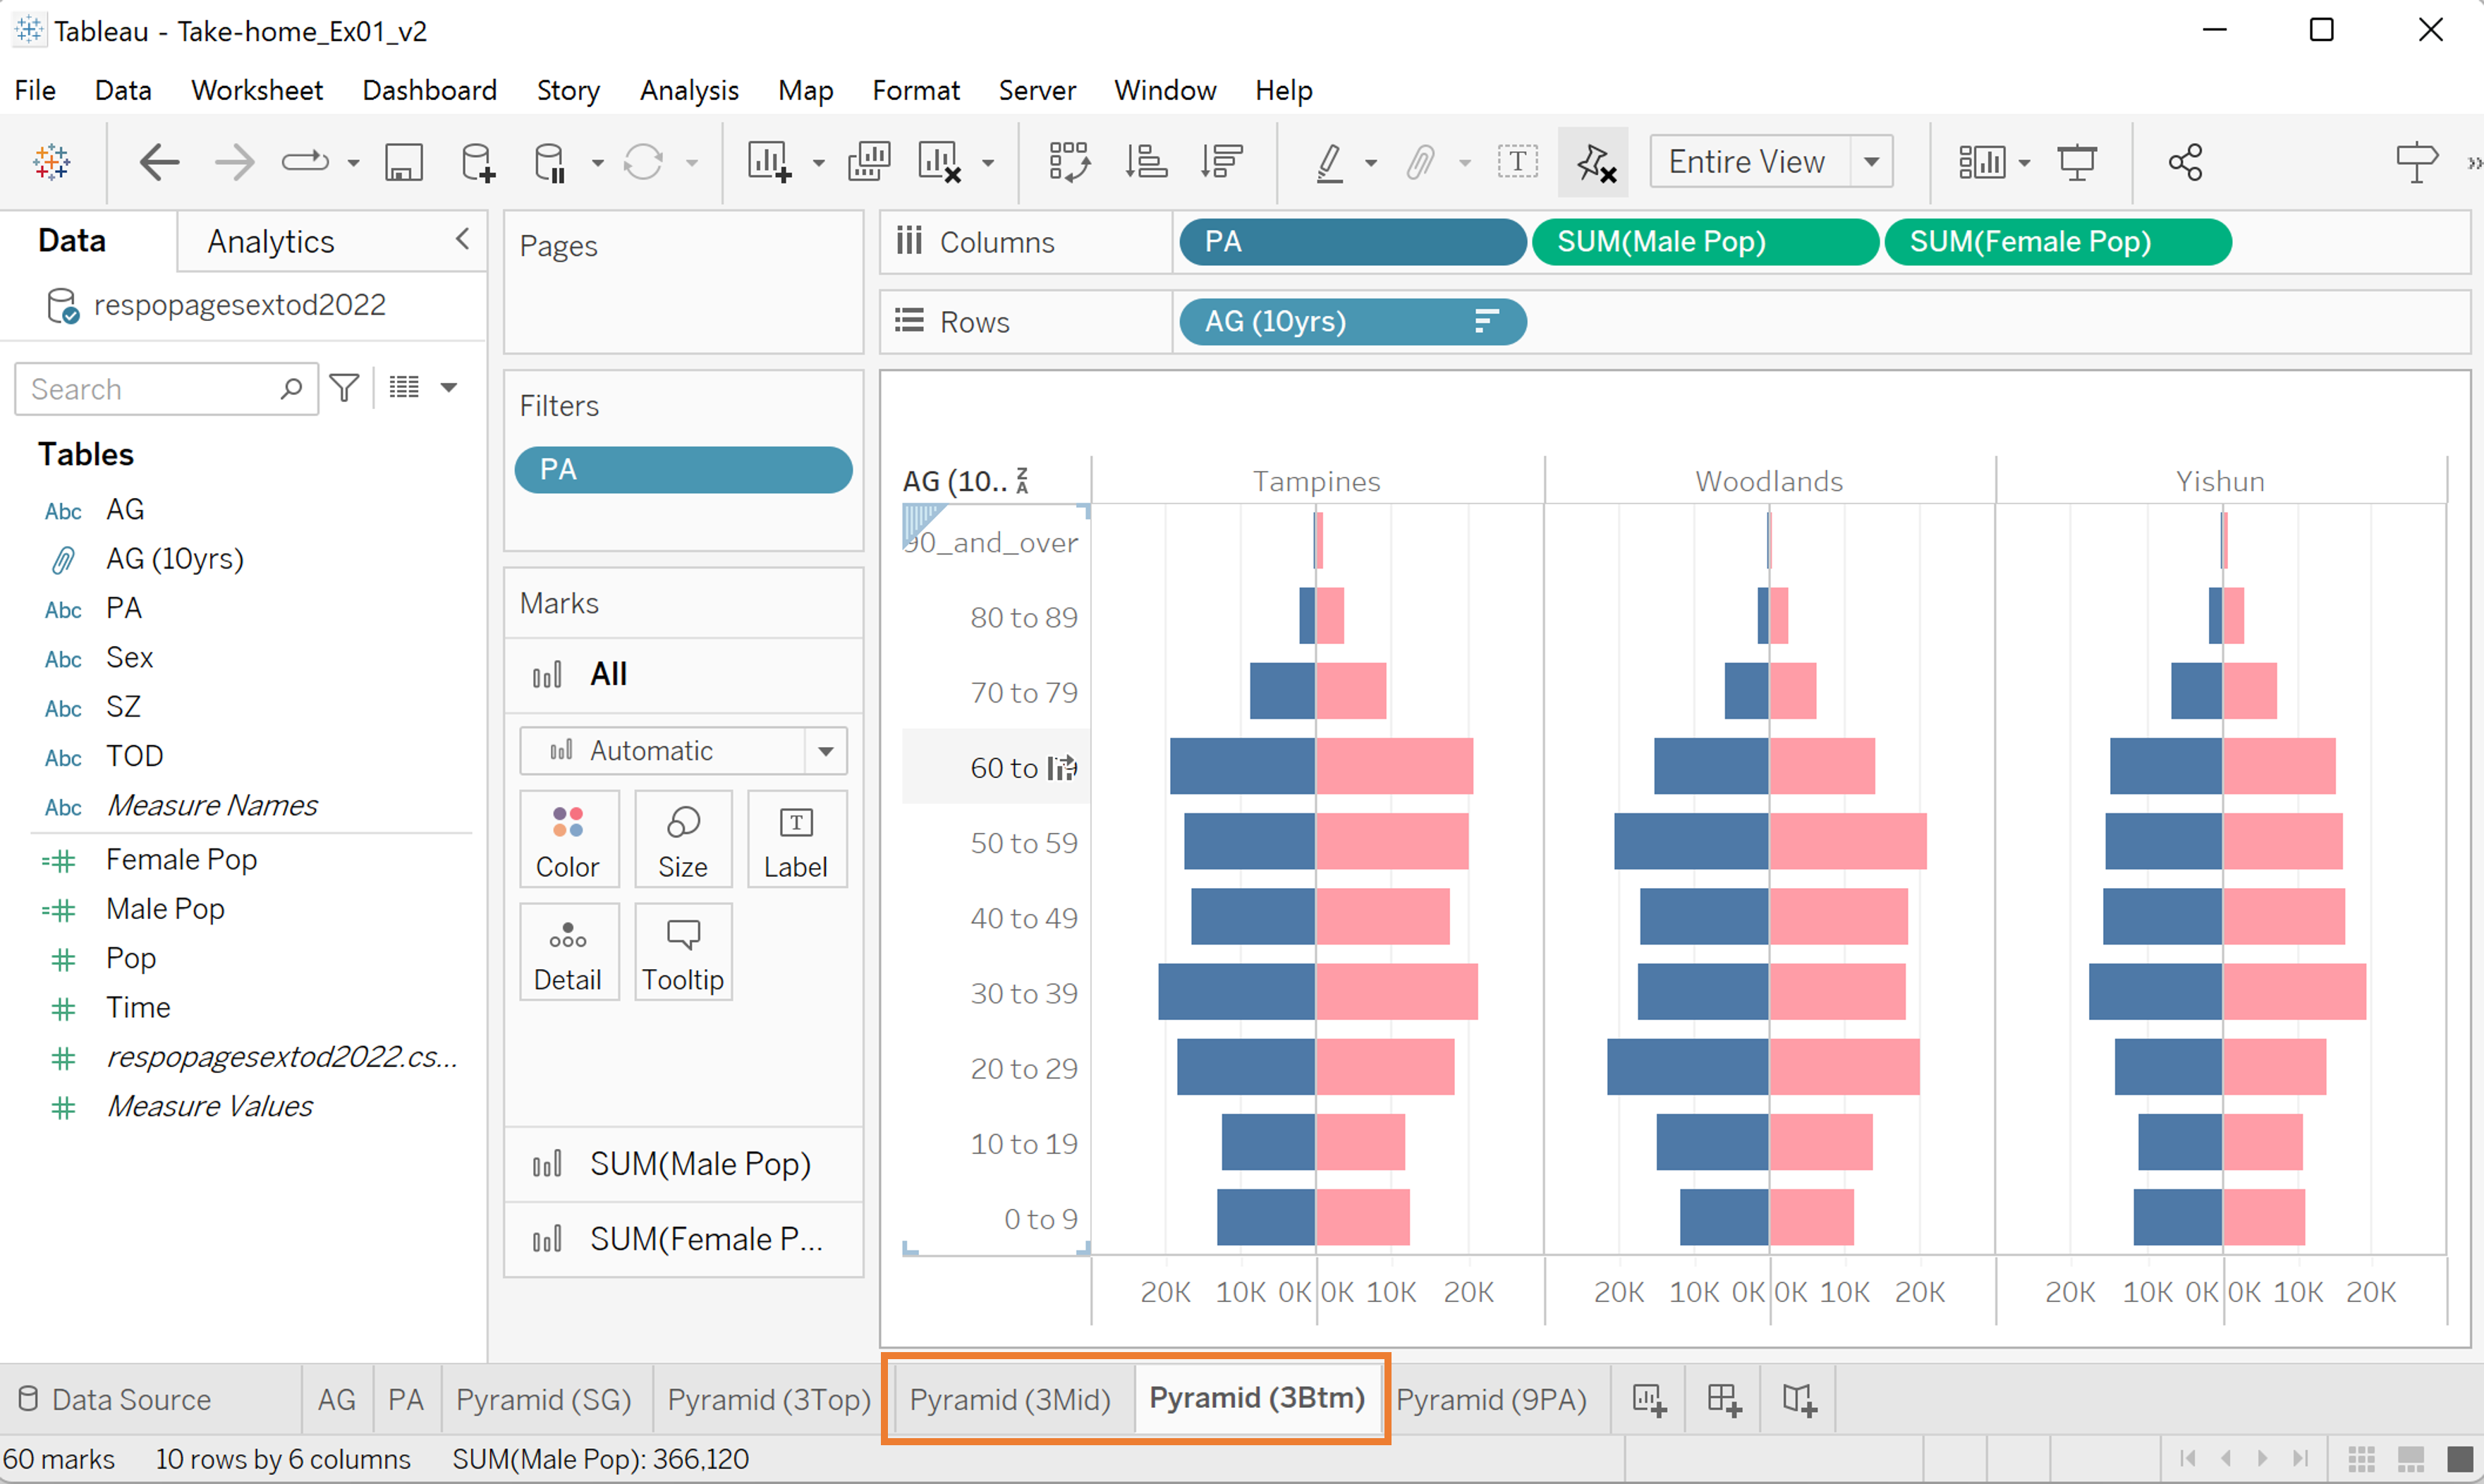 Tableau - Take-home_Ex01_v2
File Data Worksheet Dashboard Story Analysis Map Format Server Window Help
Entire View
Data Analytics
respopagesextod2022
Search
Tables
Abc AG
AG (10yrs)
Abc PA
Abc Sex
Abc SZ
Abc TOD
Abc Measure Names
Female Pop
Male Pop
Pop
Time
respopagesextod2022.cs...
Measure Values
Pages
Filters
PA
Marks
All
Automatic
Color Size Label
Detail Tooltip
SUM(Male Pop)
SUM(Female P...
Columns PA SUM(Male Pop) SUM(Female Pop)
Rows AG (10yrs)
AG (10.. Tampines Woodlands Yishun
90_and_over
80 to 89
70 to 79
60 to
50 to 59
40 to 49
30 to 39
20 to 29
10 to 19
0 to 9
20K 10K 0K 0K 10K 20K 20K 10K 0K 0K 10K 20K 20K 10K 0K 0K 10K 20K
Data Source AG PA Pyramid (SG) Pyramid (3Top) Pyramid (3Mid) Pyramid (3Btm) Pyramid (9PA)
60 marks 10 rows by 6 columns SUM(Male Pop): 366,120